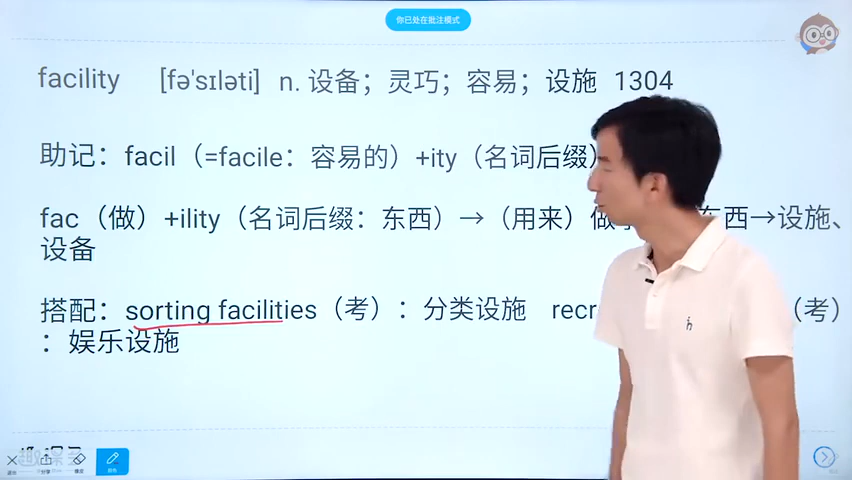 你已处在批注模式
facility [fə'sɪləti] n. 设备；灵巧；容易；设施 1304
助记：facil（=facile：容易的）+ity（名词后缀）
fac（做）+ility（名词后缀：东西）→（用来）做 东西→设施、
设备
搭配：sorting facilities（考）：分类设施 recr （考）
：娱乐设施